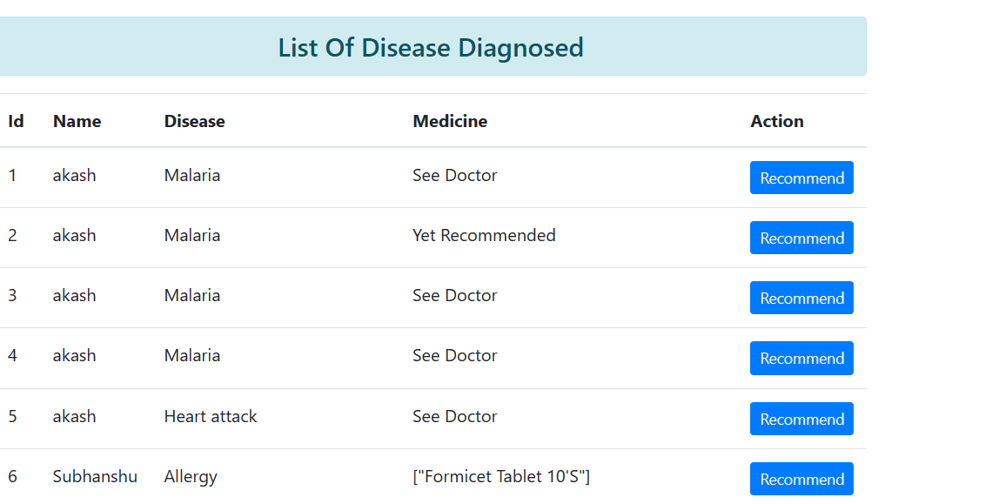 List Of Disease Diagnosed
Id Name Disease Medicine Action
1 akash Malaria See Doctor Recommend
2 akash Malaria Yet Recommended Recommend
3 akash Malaria See Doctor Recommend
4 akash Malaria See Doctor Recommend
5 akash Heart attack See Doctor Recommend
6 Subhanshu Allergy ["Formicet Tablet 10'S"] Recommend